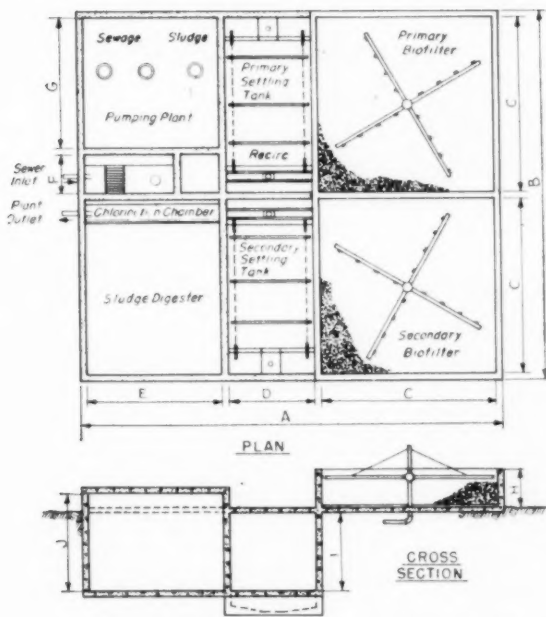 Sewage Sludge
Pumping Plant
G
Primary
Settling
Tank
Recirc
Primary
Biofilter
C
B
Sewer
Inlet
F
Plant
Outlet
Chlorination Chamber
Sludge Digester
Secondary
Settling
Tank
Secondary
Biofilter
C
E
D
C
A
PLAN
J
I
H
CROSS
SECTION